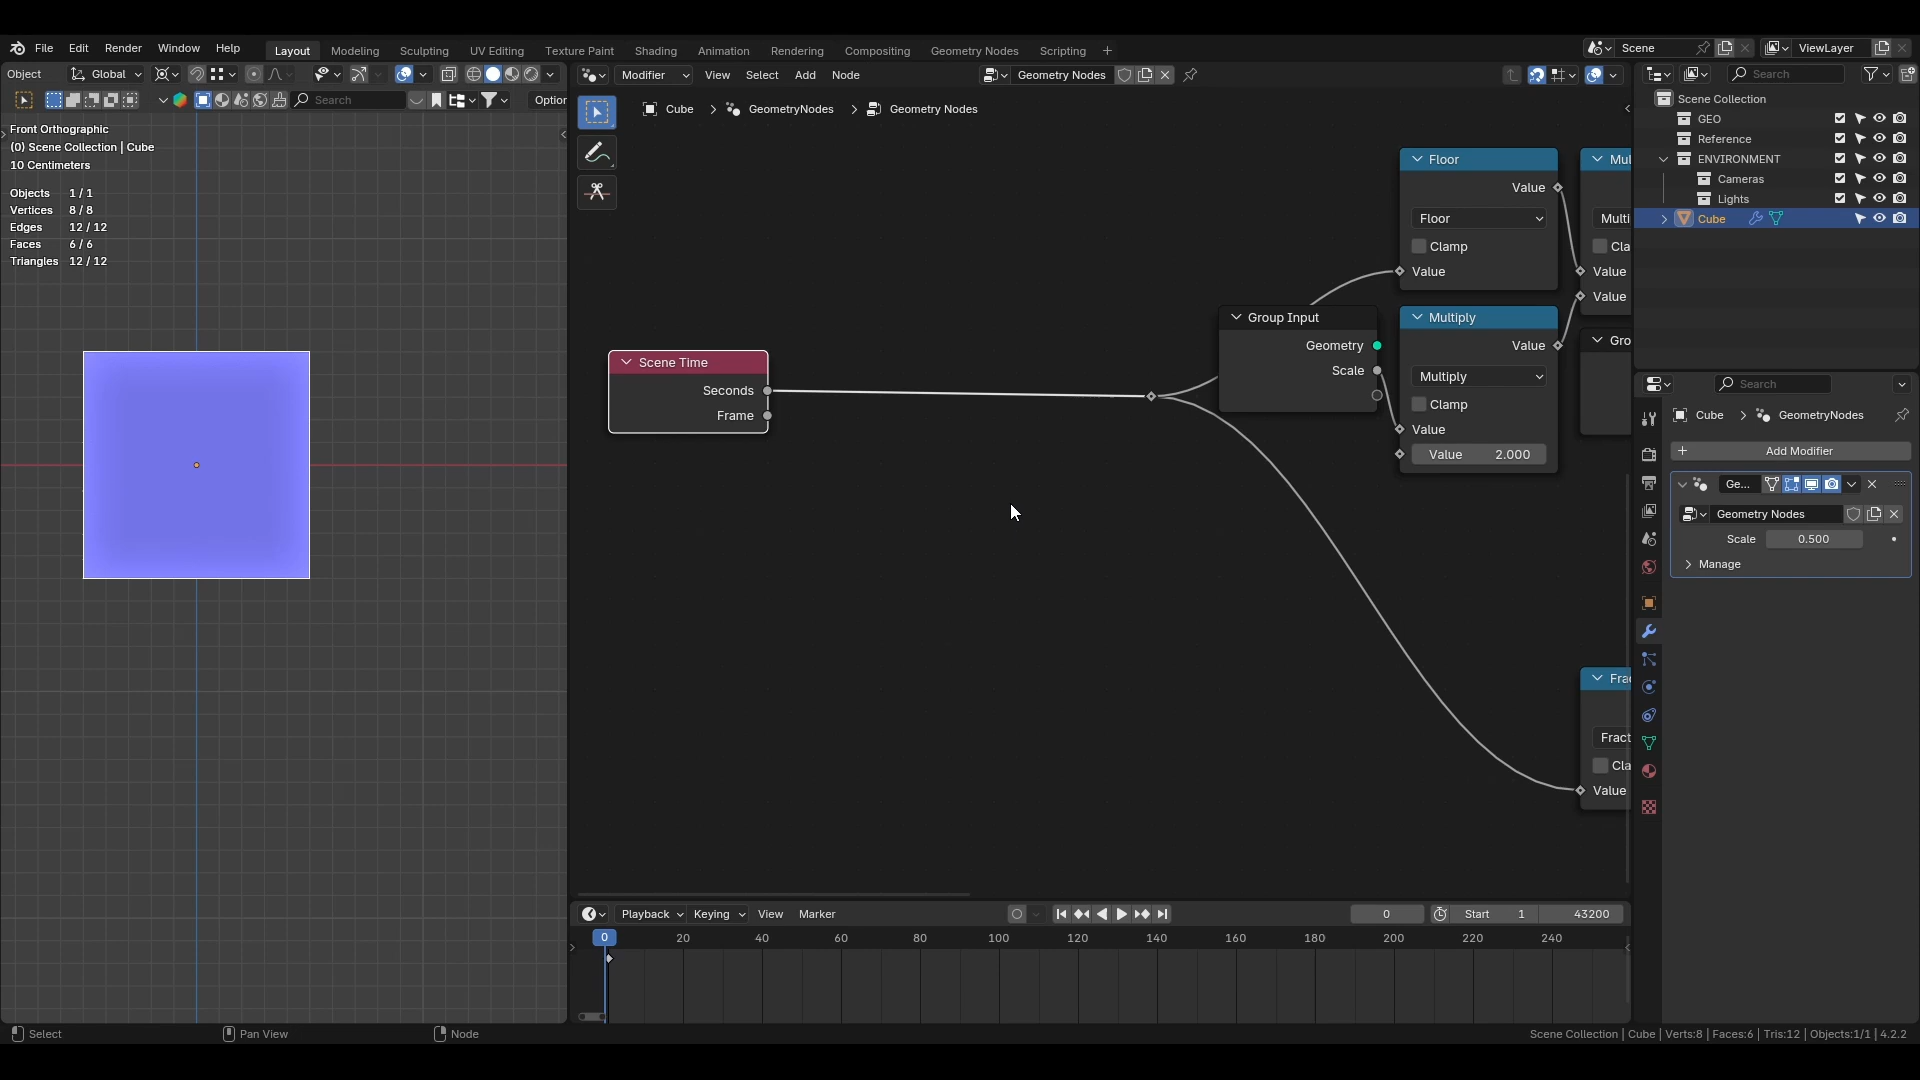 File Edit Render Window Help
Layout Modeling Sculpting UV Editing Texture Paint Shading Animation Rendering Compositing Geometry Nodes Scripting +
Scene
ViewLayer
Object Global
Modifier View Select Add Node
Geometry Nodes
Search
Search
Optior
Front Orthographic
(0) Scene Collection | Cube
10 Centimeters
Objects 1 / 1
Vertices 8 / 8
Edges 12 / 12
Faces 6 / 6
Triangles 12 / 12
Cube > GeometryNodes > Geometry Nodes
Scene Time
Seconds
Frame
Group Input
Geometry
Scale
Floor
Value
Floor
Clamp
Value
Multiply
Value
Multiply
Clamp
Value
Value 2.000
Mul
Multi
Cla
Value
Value
Gro
Frac
Fract
Cla
Value
Scene Collection
GEO
Reference
ENVIRONMENT
Cameras
Lights
Cube
Search
Cube > GeometryNodes
+ Add Modifier
Ge...
Geometry Nodes
Scale 0.500
Manage
Playback Keying View Marker
0
Start 1
43200
0 20 40 60 80 100 120 140 160 180 200 220 240
Select
Pan View
Node
Scene Collection | Cube | Verts:8 | Faces:6 | Tris:12 | Objects:1/1 | 4.2.2